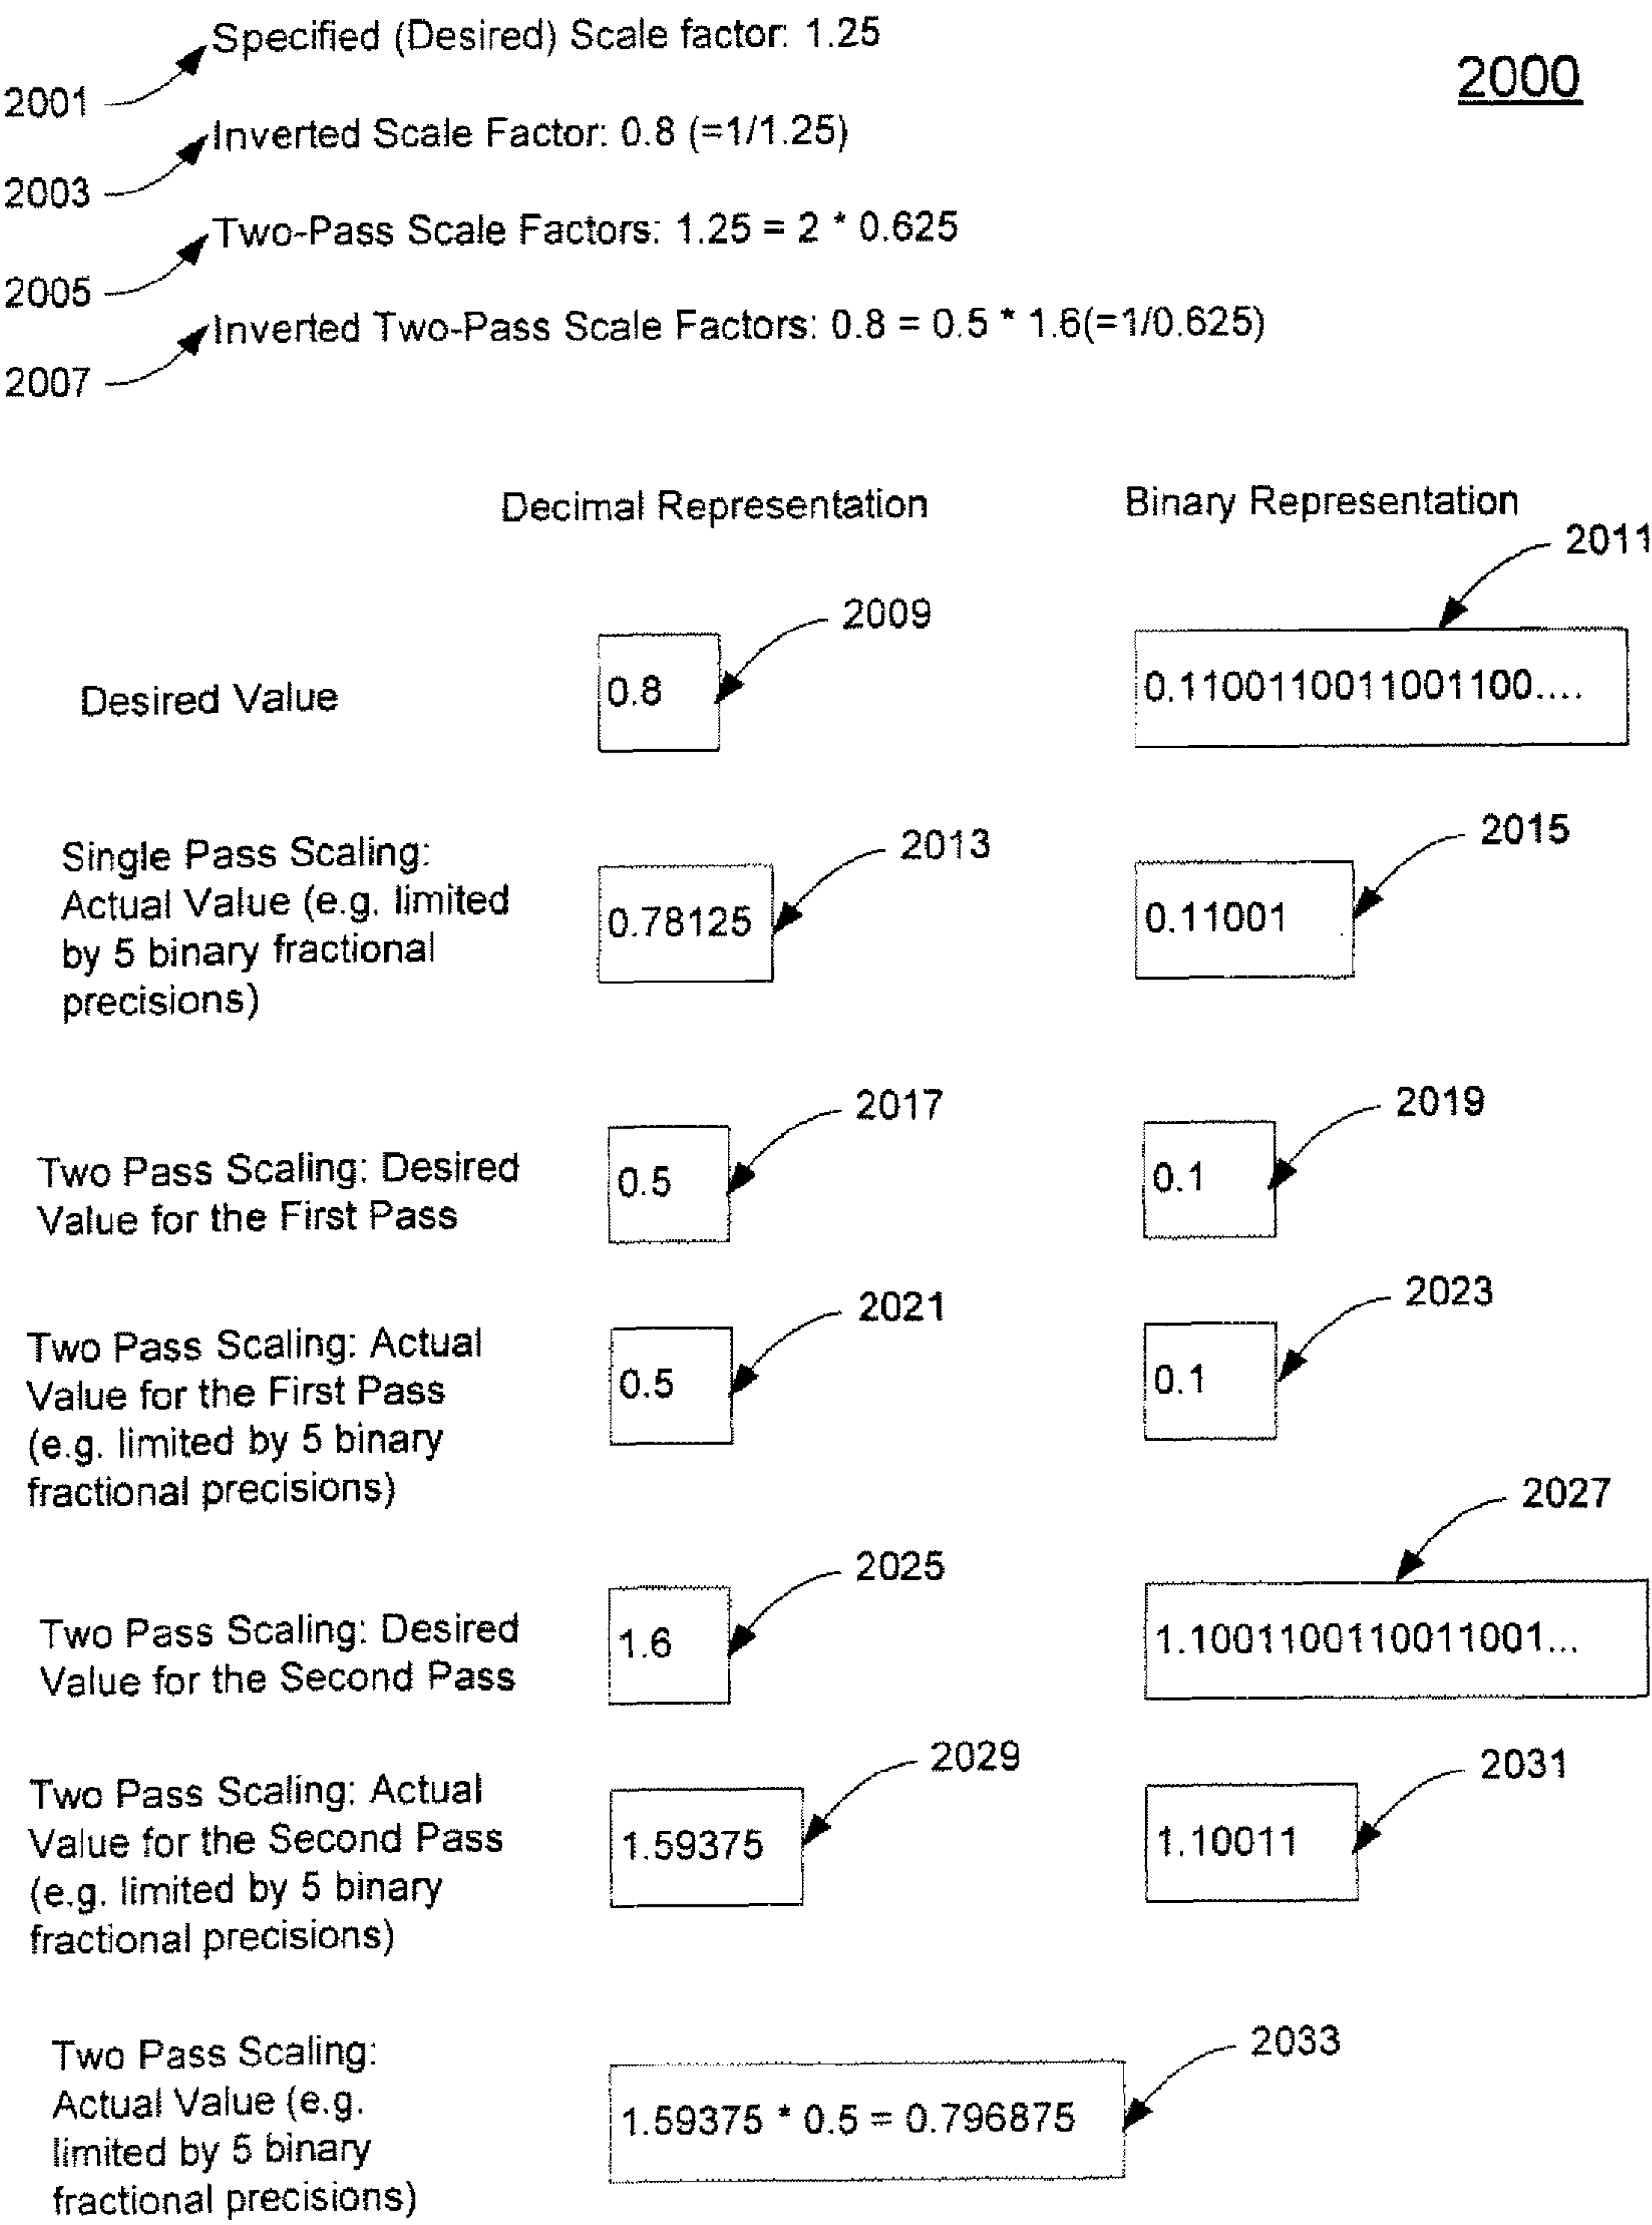 Specified (Desired) Scale factor: 1.25
2000
2001
Inverted Scale Factor: 0.8 (=1/1.25)
2003
Two-Pass Scale Factors: 1.25 = 2 * 0.625
2005
Inverted Two-Pass Scale Factors: 0.8 = 0.5 * 1.6(=1/0.625)
2007
Decimal Representation
Binary Representation
2011
2009
Desired Value
0.8
0.1100110011001100....
2013
2015
Single Pass Scaling:
Actual Value (e.g. limited
by 5 binary fractional
precisions)
0.78125
0.11001
2017
2019
Two Pass Scaling: Desired
Value for the First Pass
0.5
0.1
2021
2023
Two Pass Scaling: Actual
Value for the First Pass
(e.g. limited by 5 binary
fractional precisions)
0.5
0.1
2027
2025
Two Pass Scaling: Desired
Value for the Second Pass
1.6
1.1001100110011001...
2029
2031
Two Pass Scaling: Actual
Value for the Second Pass
(e.g. limited by 5 binary
fractional precisions)
1.59375
1.10011
2033
Two Pass Scaling:
Actual Value (e.g.
limited by 5 binary
fractional precisions)
1.59375 * 0.5 = 0.796875